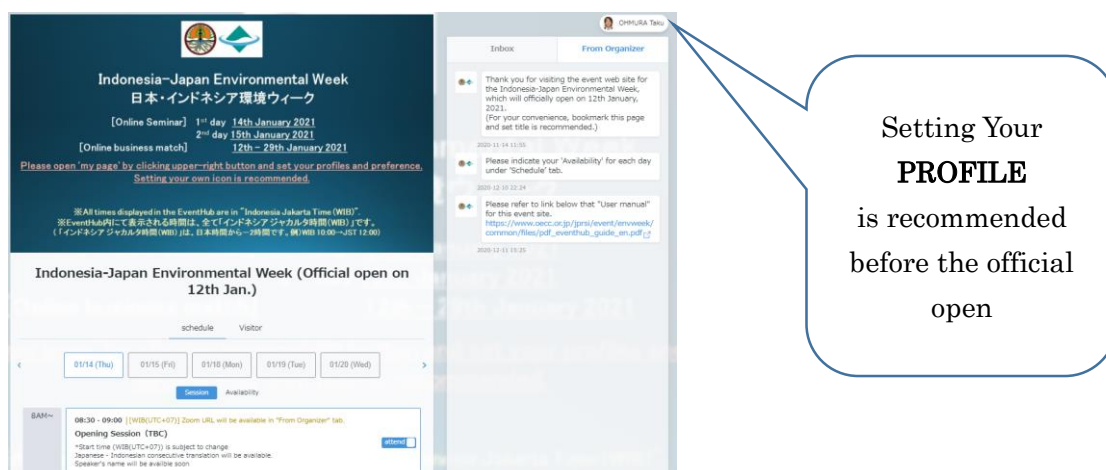 Indonesia-Japan Environmental Week
日本・インドネシア環境ウィーク
[Online Seminar] 1st day 14th January 2021
2nd day 15th January 2021
[Online business match] 12th - 29th January 2021
Please open 'my page' by clicking upper-right button and set your profiles and preference.
Setting your own icon is recommended.
※All times displayed in the EventHub are in "Indonesia Jakarta Time (WIB)".
※EventHub内にて表示される時間は、全て「インドネシア ジャカルタ時間(WIB)」です。
(「インドネシア ジャカルタ時間(WIB)」は、日本時間から-2時間です。例)WIB 10:00→JST 12:00)
Indonesia-Japan Environmental Week (Official open on
12th Jan.)
schedule Visitor
01/14 (Thu) 01/15 (Fri) 01/18 (Mon) 01/19 (Tue) 01/20 (Wed)
Session Availability
8AM~
08:30 - 09:00 [(WIB(UTC+07)] Zoom URL will be available in "From Organizer" tab.
Opening Session (TBC)
attend
*Start time (WIB(UTC+07)) is subject to change
Japanese - Indonesian consecutive translation will be available.
Speaker's name will be availble soon
OHMURA Taku
Inbox From Organizer
Thank you for visiting the event web site for
the Indonesia-Japan Environmental Week,
which will officially open on 12th January,
2021.
(For your convenience, bookmark this page
and set title is recommended.)
2020-11-14 11:55
Please indicate your 'Availability' for each day
under 'Schedule' tab.
2020-12-10 22:24
Please refer to link below that "User manual"
for this event site.
https://www.oecc.or.jp/jprsi/event/envweek/
common/files/pdf_eventhub_guide_en.pdf
2020-12-11 15:25
Setting Your
PROFILE
is recommended
before the official
open